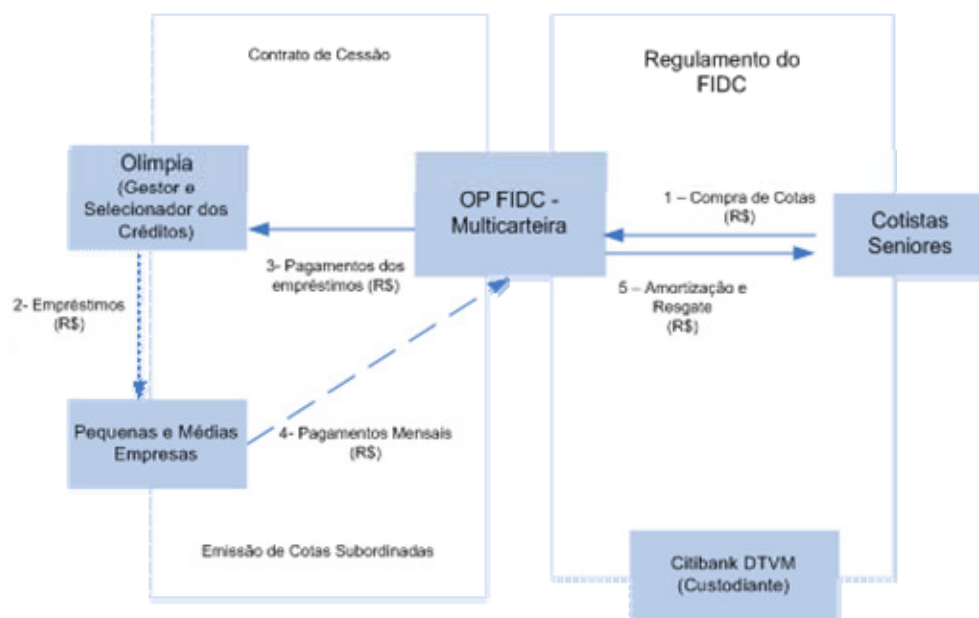 Contrato de Cessão
Regulamento do
FIDC
Olimpia
(Gestor e
Selecionador dos
Créditos)
OP FIDC -
Multicarteira
1 – Compra de Cotas
(R$)
Cotistas
Seniores
3- Pagamentos dos
empréstimos (R$)
5 – Amortização e
Resgate
(R$)
2- Empréstimos
(R$)
Pequenas e Médias
Empresas
4- Pagamentos Mensais
(R$)
Emissão de Cotas Subordinadas
Citibank DTVM
(Custodiante)